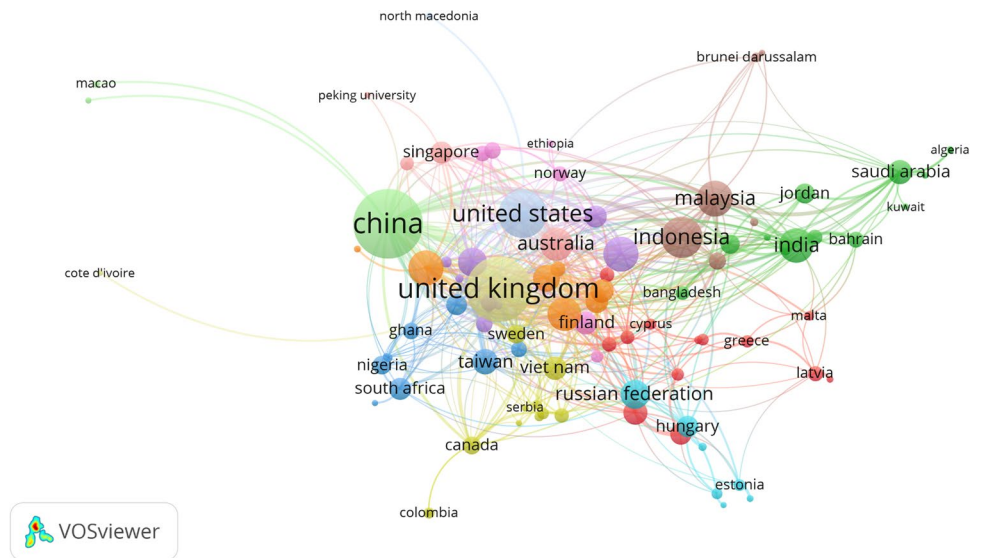 north macedonia
brunei darussalam
macao
peking university
ethiopia
algeria
singapore
norway
saudi arabia
malaysia
jordan
kuwait
china
united states
indonesia
australia
india
bahrain
cote d'ivoire
united kingdom
bangladesh
malta
ghana
finland
cyprus
sweden
greece
nigeria
taiwan
viet nam
latvia
south africa
russian federation
serbia
hungary
canada
estonia
colombia
VOSviewer